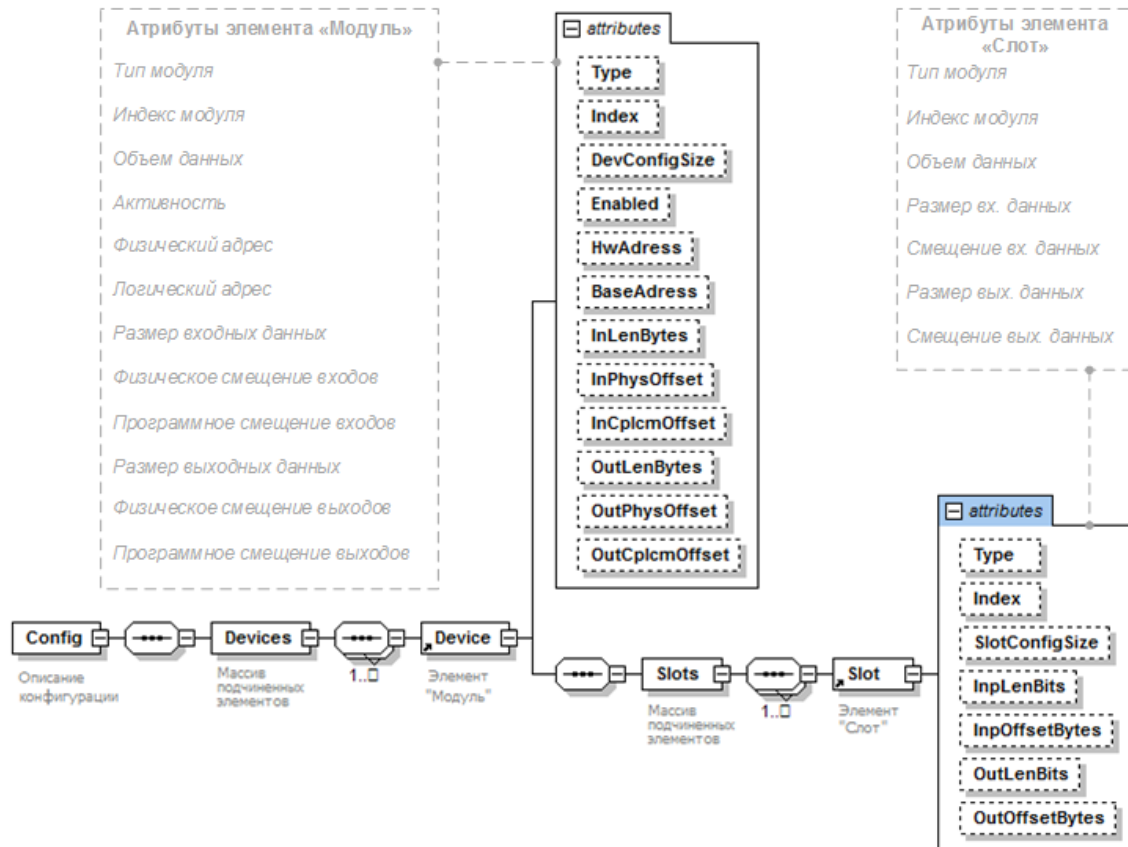 Атрибуты элемента «Модуль»
Тип модуля
Индекс модуля
Объем данных
Активность
Физический адрес
Логический адрес
Размер входных данных
Физическое смещение входов
Программное смещение входов
Размер выходных данных
Физическое смещение выходов
Программное смещение выходов
attributes
Type
Index
DevConfigSize
Enabled
HwAdress
BaseAdress
InLenBytes
InPhysOffset
InCplcmOffset
OutLenBytes
OutPhysOffset
OutCplcmOffset
Атрибуты элемента
«Слот»
Тип модуля
Индекс модуля
Объем данных
Размер вх. данных
Смещение вх. данных
Размер вых. данных
Смещение вых. данных
Config
Описание
конфигурации
Devices
Массив
подчиненных
элементов
1..
Device
Элемент
"Модуль"
Slots
Массив
подчиненных
элементов
1..
Slot
Элемент
"Слот"
attributes
Type
Index
SlotConfigSize
InpLenBits
InpOffsetBytes
OutLenBits
OutOffsetBytes